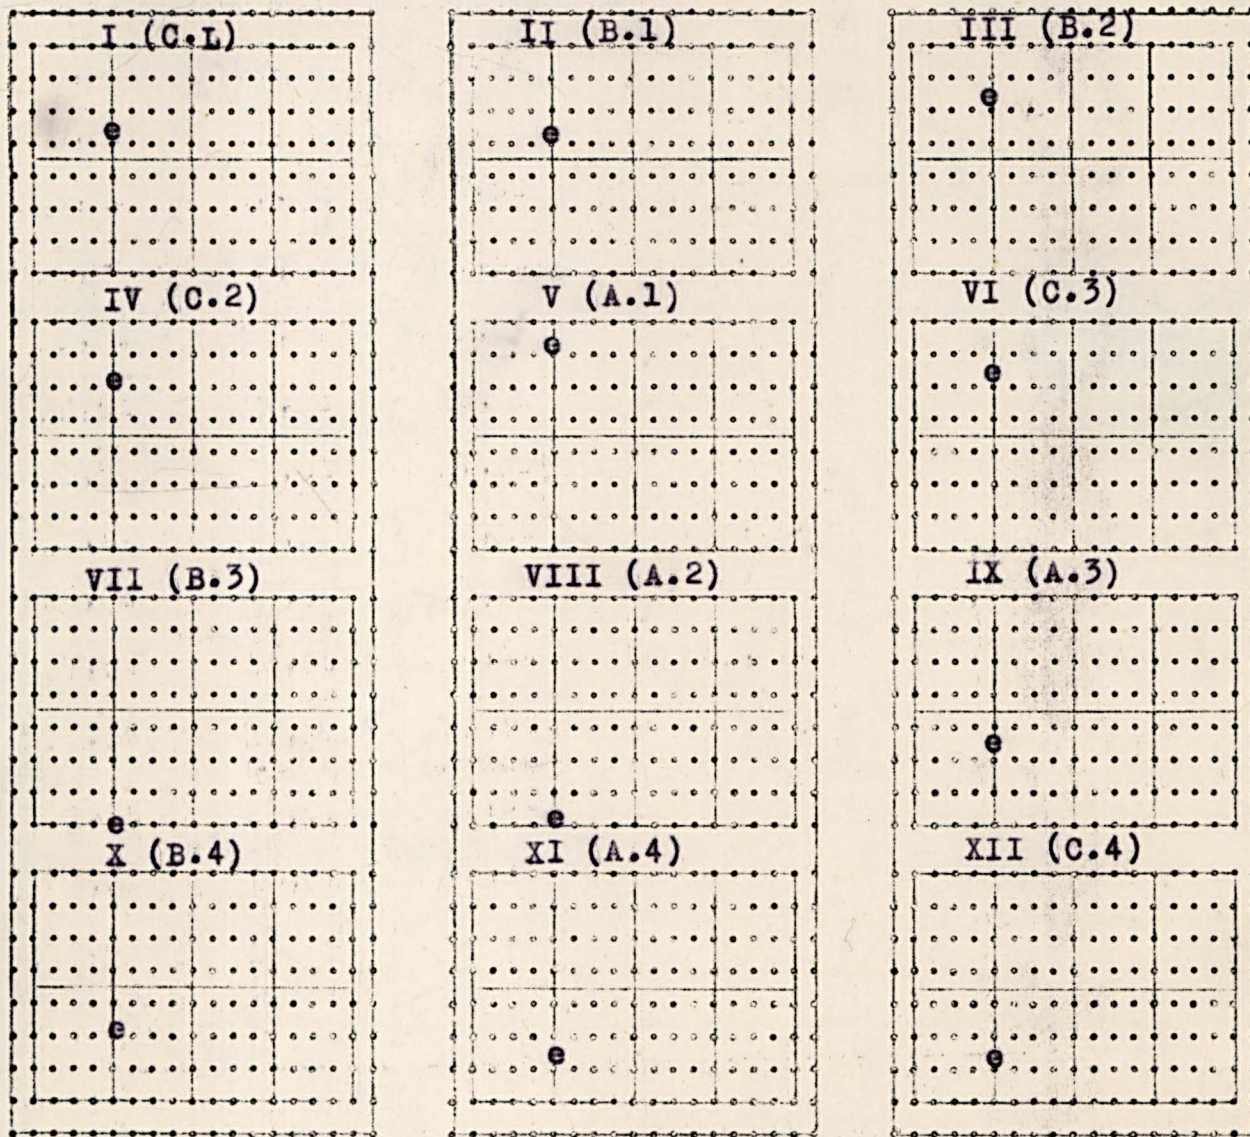 I (C.L) II (B.1) III (B.2)
e e e
IV (C.2) V (A.1) VI (C.3)
e e e
VII (B.3) VIII (A.2) IX (A.3)
e e e
X (B.4) XI (A.4) XII (C.4)
e e e